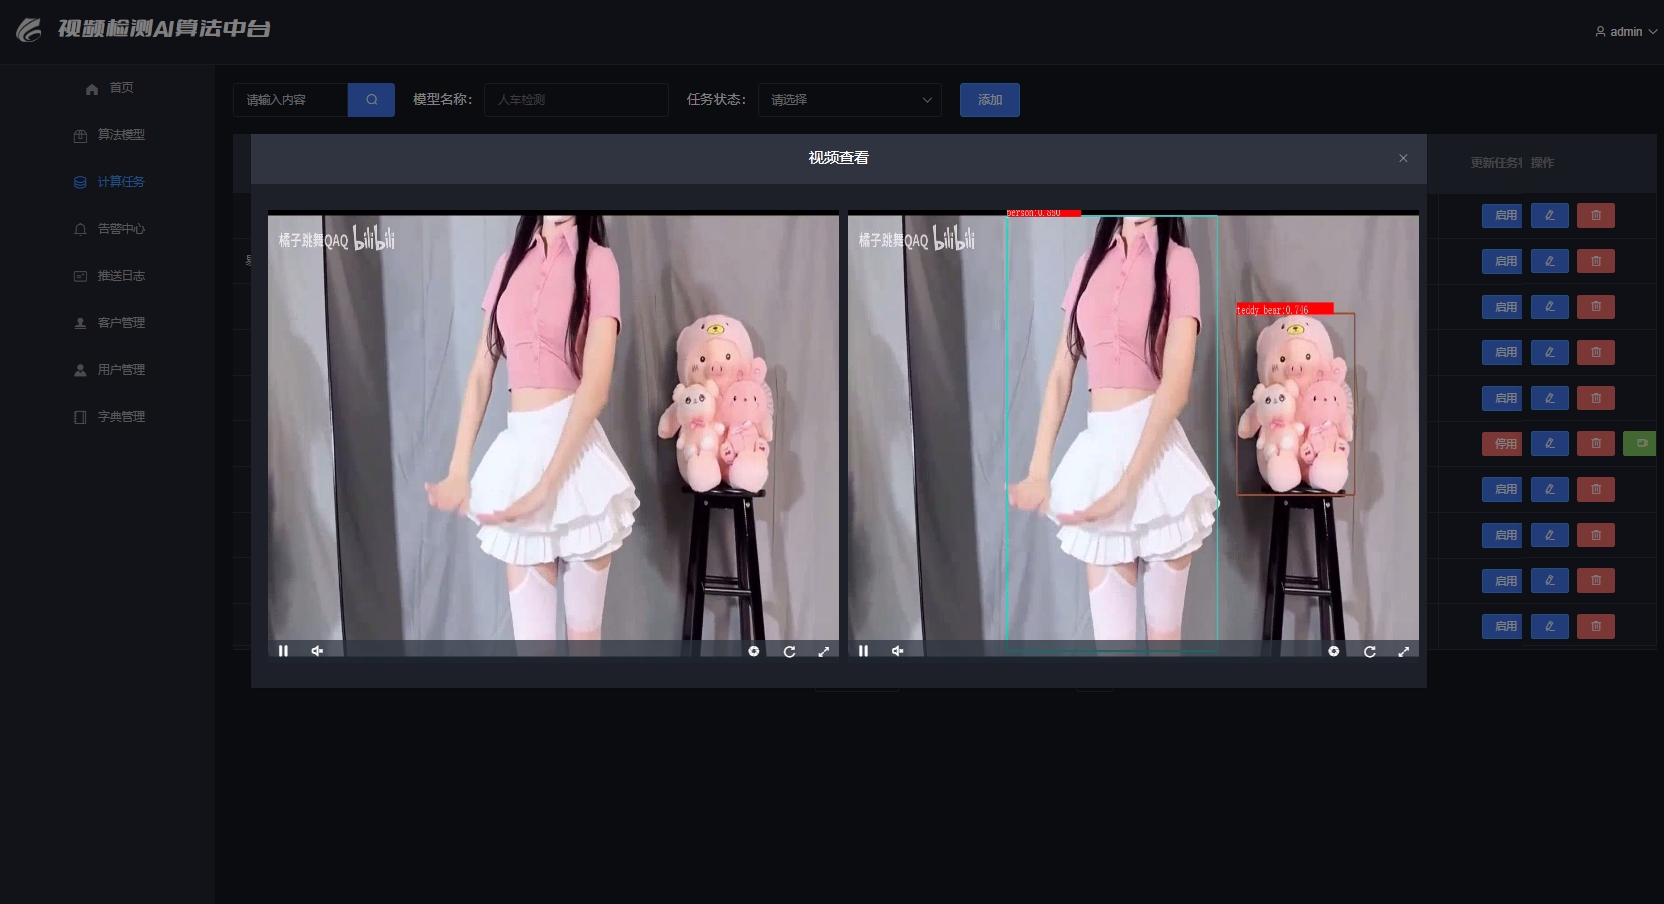 视频检测AI算法中台
admin
首页
算法模型
计算任务
告警中心
推送日志
客户管理
用户管理
字典管理
请输入内容
模型名称：
人车检测
任务状态：
请选择
添加
视频查看
更新任务
操作
橘子跳舞QAQ bilibili
橘子跳舞QAQ bilibili
person:0.890
teddy bear:0.746
启用
启用
启用
启用
启用
停用
启用
启用
启用
启用